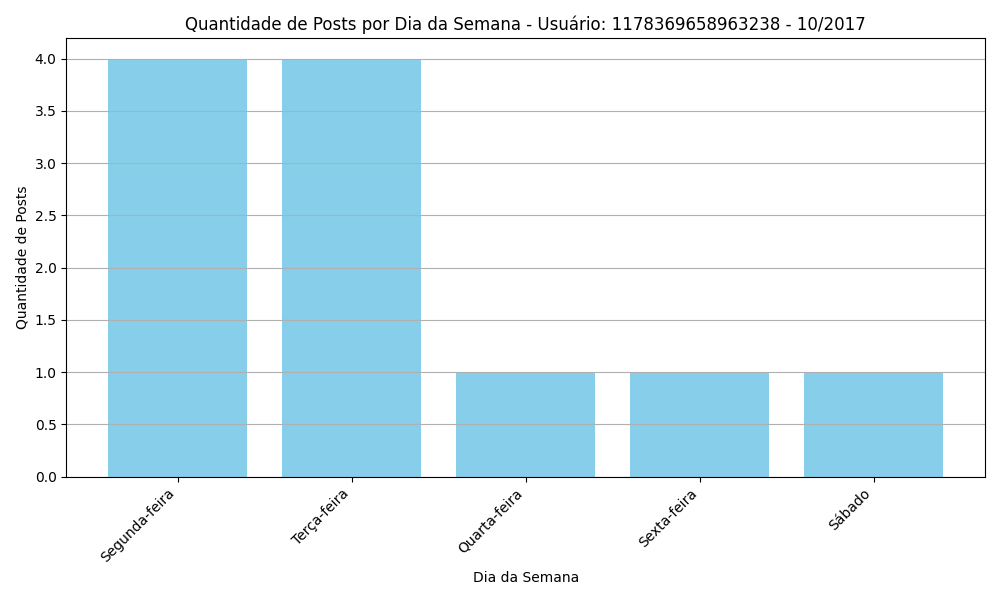 Quantidade de Posts por Dia da Semana - Usuário: 1178369658963238 - 10/2017
4.0
3.5
3.0
2.5
2.0
1.5
1.0
0.5
0.0
Quantidade de Posts
Segunda-feira
Terça-feira
Quarta-feira
Sexta-feira
Sábado
Dia da Semana